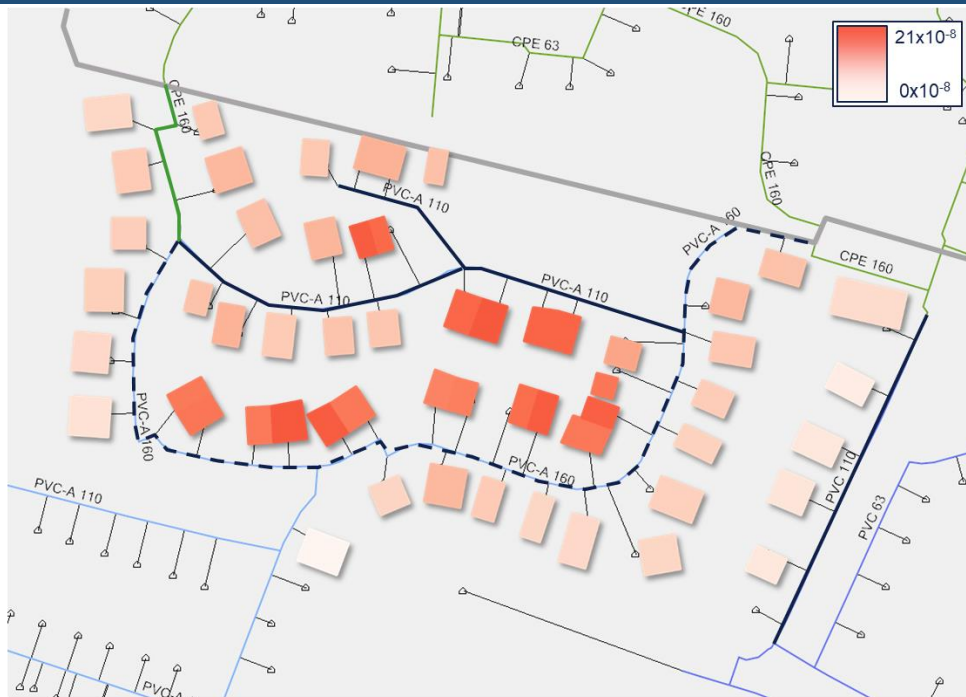 CPE 160
CPE 63
21x10⁻⁸
0x10⁻⁸
CPE 160
CPE 160
PVC-A 110
PVC-A 160
CPE 160
PVC-A 110
PVC-A 110
PVC-A 160
PVC-A 160
PVC 110
PVC 63
PVC-A 110
PVC-A